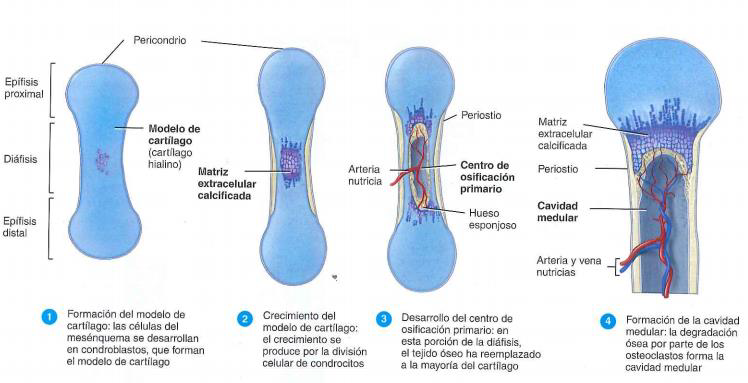 Pericondrio
Epífisis
proximal
Diáfisis
Epífisis
distal
Modelo de
cartílago
(cartílago
hialino)
Matriz
extracelular
calcificada
Periostio
Arteria
nutricia
Centro de
osificación
primario
Hueso
esponjoso
Matriz
extracelular
calcificada
Periostio
Cavidad
medular
Arteria y vena
nutricias
1 Formación del modelo de
cartílago: las células del
mesénquema se desarrollan
en condroblastos, que forman
el modelo de cartílago
2 Crecimiento del
modelo de cartílago:
el crecimiento se
produce por la división
celular de condrocitos
3 Desarrollo del centro de
osificación primario: en
esta porción de la diáfisis,
el tejido óseo ha reemplazado
a la mayoría del cartílago
4 Formación de la cavidad
medular: la degradación
ósea por parte de los
osteoclastos forma la
cavidad medular